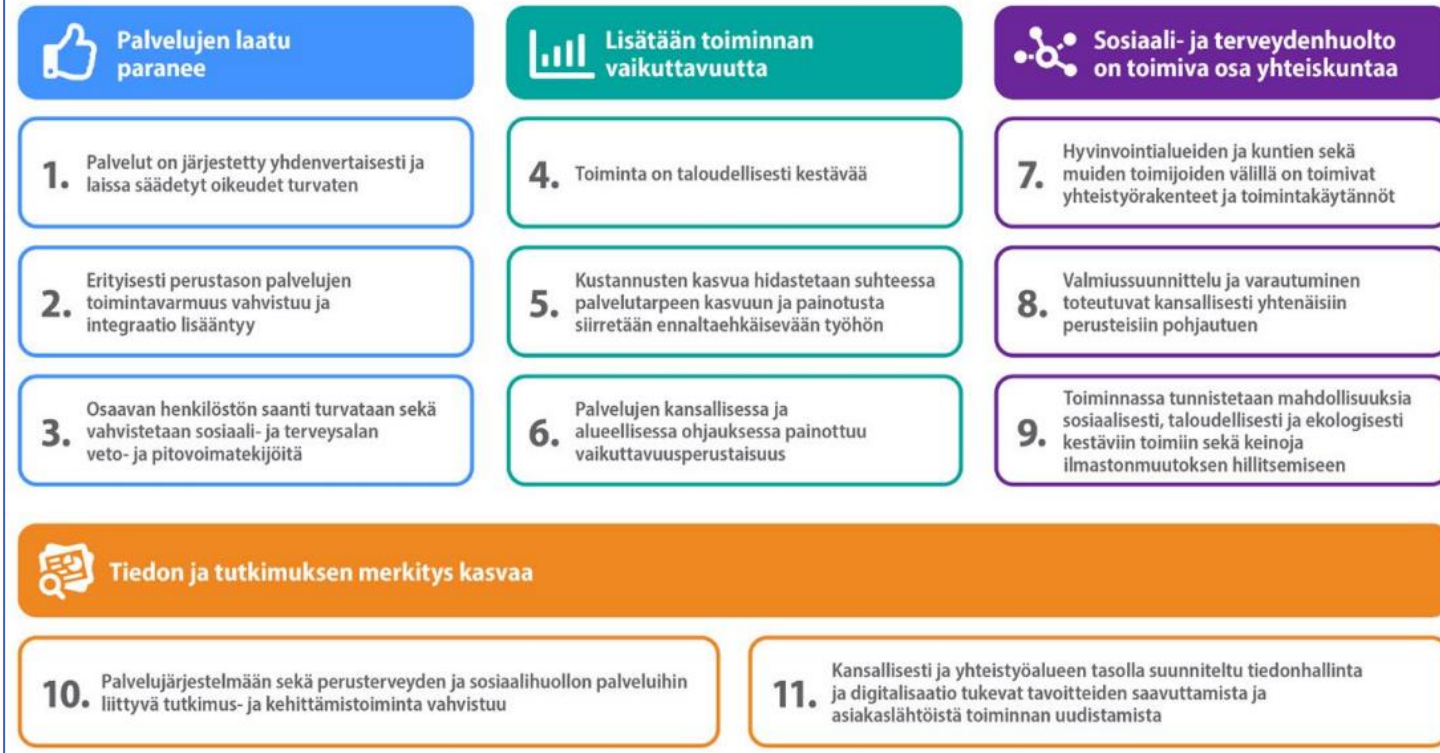 Palvelujen laatu
paranee
1. Palvelut on järjestetty yhdenvertaisesti ja
laissa säädetyt oikeudet turvaten
2. Erityisesti perustason palvelujen
toimintavarmuus vahvistuu ja
integraatio lisääntyy
3. Osaavan henkilöstön saanti turvataan sekä
vahvistetaan sosiaali- ja terveysalan
veto- ja pitovoimatekijöitä
Lisätään toiminnan
vaikuttavuutta
4. Toiminta on taloudellisesti kestävää
5. Kustannusten kasvua hidastetaan suhteessa
palvelutarpeen kasvuun ja painotusta
siirretään ennaltaehkäisevään työhön
6. Palvelujen kansallisessa ja
alueellisessa ohjauksessa painottuu
vaikuttavuusperustaisuus
Sosiaali- ja terveydenhuolto
on toimiva osa yhteiskuntaa
7. Hyvinvointialueiden ja kuntien sekä
muiden toimijoiden välillä on toimivat
yhteistyörakenteet ja toimintakäytännöt
8. Valmiussuunnittelu ja varautuminen
toteutuvat kansallisesti yhtenäisiin
perusteisiin pohjautuen
9. Toiminnassa tunnistetaan mahdollisuuksia
sosiaalisesti, taloudellisesti ja ekologisesti
kestäviin toimiin sekä keinoja
ilmastonmuutoksen hillitsemiseen
Tiedon ja tutkimuksen merkitys kasvaa
10. Palvelujärjestelmään sekä perusterveyden ja sosiaalihuollon palveluihin
liittyvä tutkimus- ja kehittämistoiminta vahvistuu
11. Kansallisesti ja yhteistyöalueen tasolla suunniteltu tiedonhallinta
ja digitalisaatio tukevat tavoitteiden saavuttamista ja
asiakaslähtöistä toiminnan uudistamista